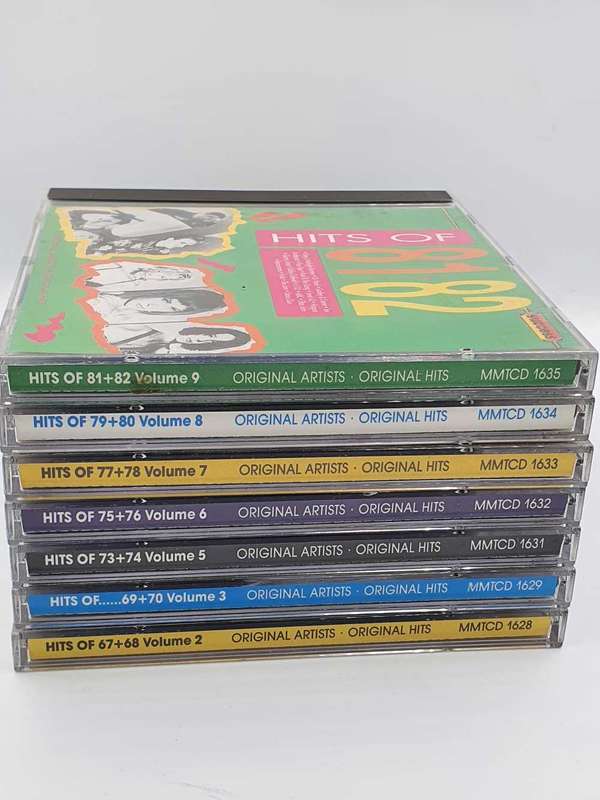 HITS OF
81 82
HITS OF 81+82 Volume 9 ORIGINAL ARTISTS · ORIGINAL HITS MMTCD 1635
HITS OF 79+80 Volume 8 ORIGINAL ARTISTS · ORIGINAL HITS MMTCD 1634
HITS OF 77+78 Volume 7 ORIGINAL ARTISTS · ORIGINAL HITS MMTCD 1633
HITS OF 75+76 Volume 6 ORIGINAL ARTISTS · ORIGINAL HITS MMTCD 1632
HITS OF 73+74 Volume 5 ORIGINAL ARTISTS · ORIGINAL HITS MMTCD 1631
HITS OF......69+70 Volume 3 ORIGINAL ARTISTS · ORIGINAL HITS MMTCD 1629
HITS OF 67+68 Volume 2 ORIGINAL ARTISTS · ORIGINAL HITS MMTCD 1628